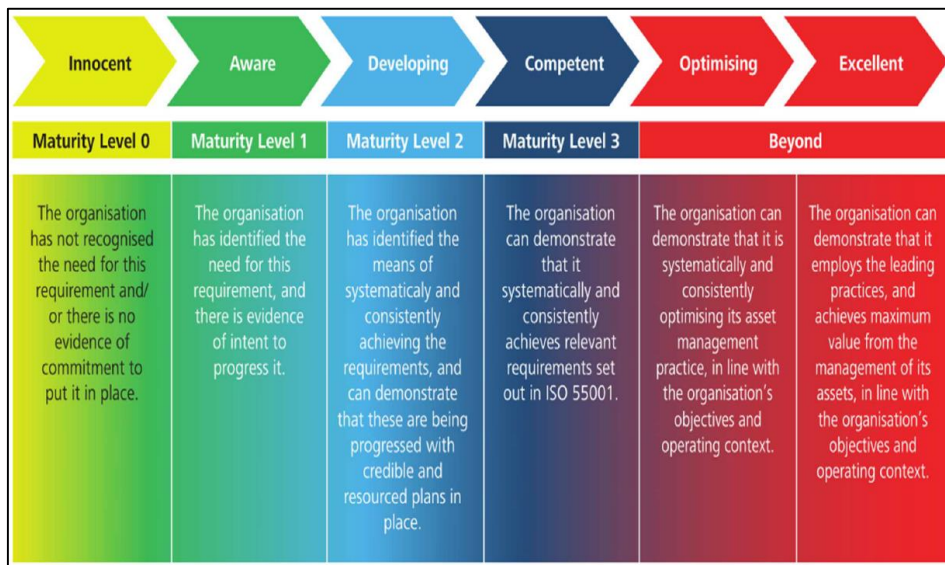 Innocent
Aware
Developing
Competent
Optimising
Excellent
Maturity Level 0
Maturity Level 1
Maturity Level 2
Maturity Level 3
Beyond
The organisation
has not recognised
the need for this
requirement and/
or there is no
evidence of
commitment to
put it in place.
The organisation
has identified the
need for this
requirement, and
there is evidence
of intent to
progress it.
The organisation
has identified the
means of
systematicaly and
consistently
achieving the
requirements, and
can demonstrate
that these are being
progressed with
credible and
resourced plans in
place.
The organisation
can demonstrate
that it
systematically and
consistently
achieves relevant
requirements set
out in ISO 55001.
The organisation can
demonstrate that it is
systematically and
consistently
optimising its asset
management
practice, in line with
the organisation's
objectives and
operating context.
The organisation can
demonstrate that it
employs the leading
practices, and
achieves maximum
value from the
management of its
assets, in line with
the organisation's
objectives and
operating context.